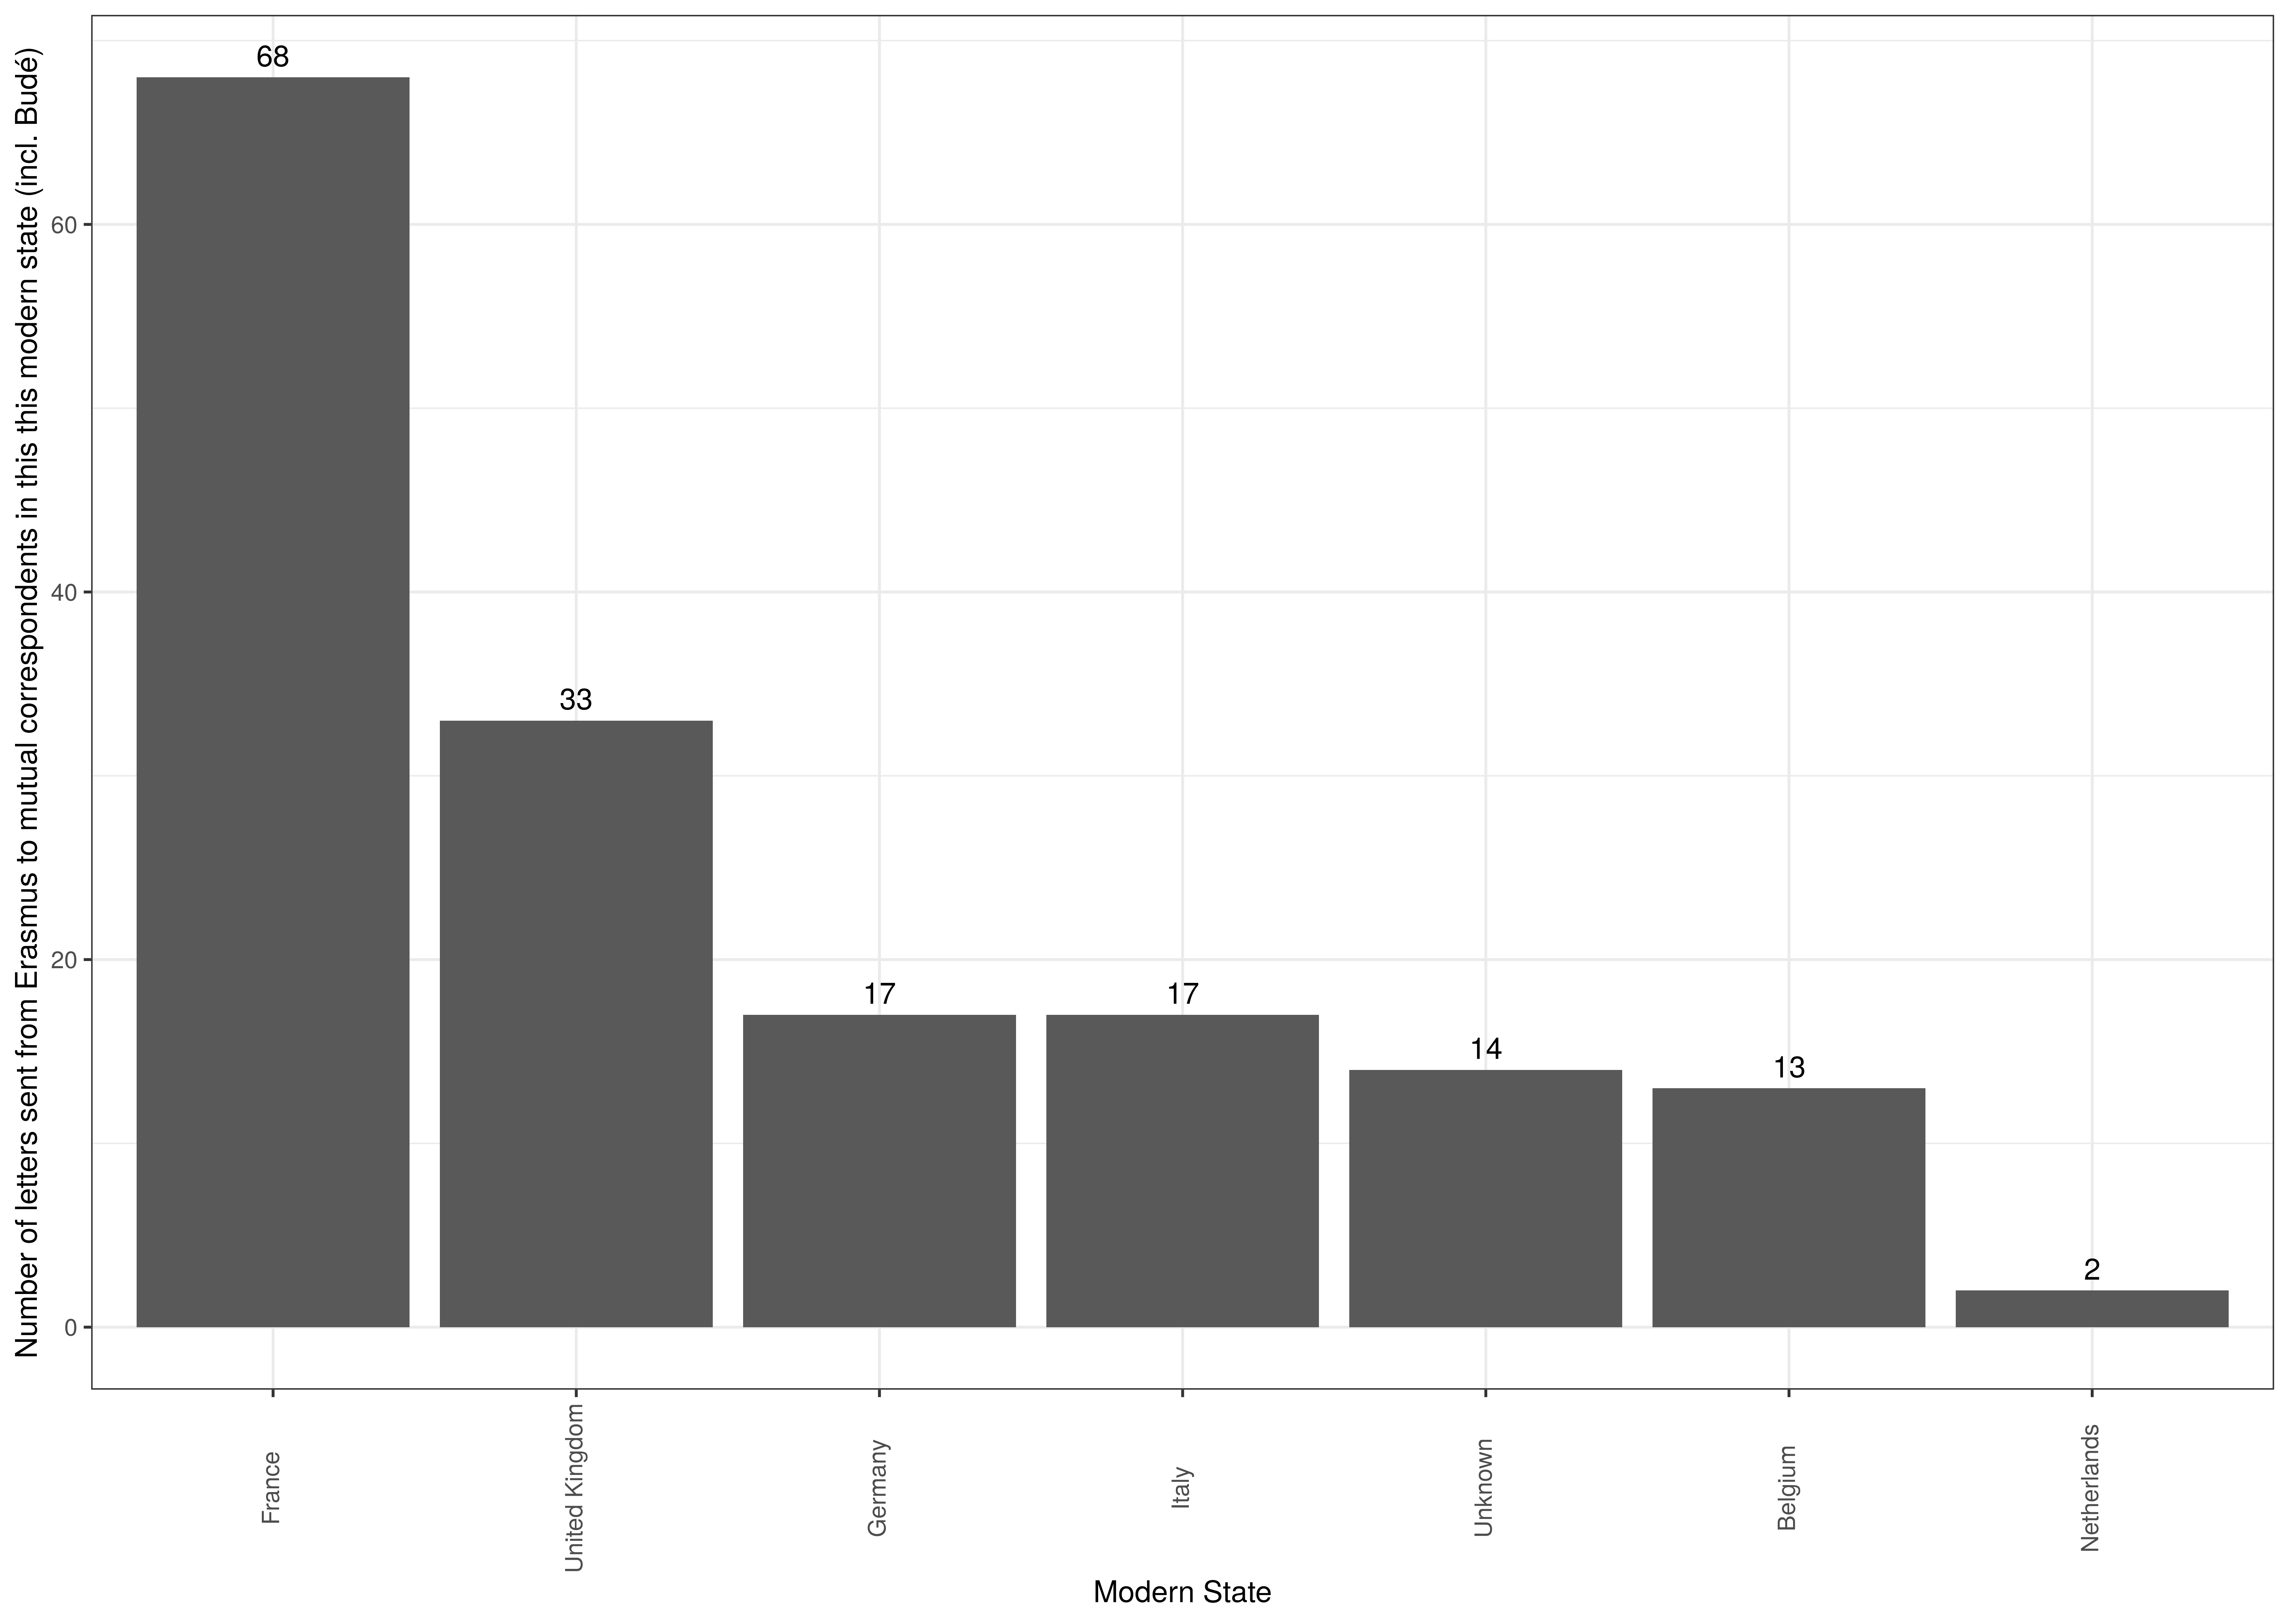 Number of letters sent from Erasmus to mutual correspondents in this this modern state (incl. Budé)
60
40
20
0
68
33
17
17
14
13
2
France
United Kingdom
Germany
Italy
Unknown
Belgium
Netherlands
Modern State